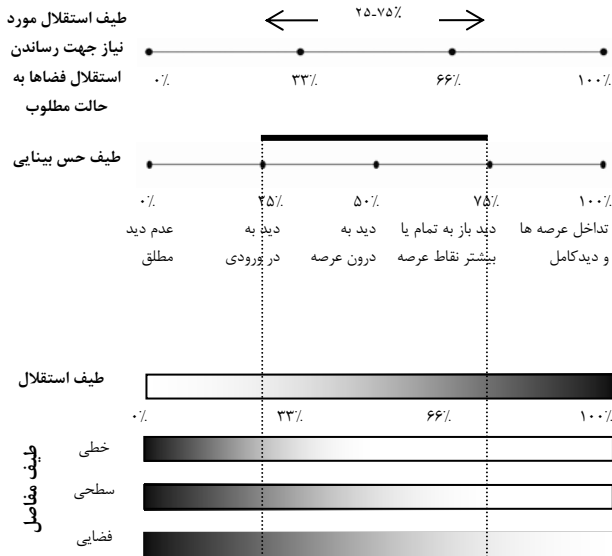 طیف استقلال مورد
نیاز جهت رساندن
استقلال فضاها به
حالت مطلوب
۲۵-۷۵%
۰% ۳۳% ۶۶% ۱۰۰%
طیف حس بینایی
۰% ۲۵% ۵۰% ۷۵% ۱۰۰%
عدم دید
مطلق
دید به
در ورودی
دید به
درون عرصه
دید باز به تمام یا
بیشتر نقاط عرصه
تداخل عرصه ها
و دیدکامل
طیف استقلال
۰% ۳۳% ۶۶% ۱۰۰%
طیف مفاصل
خطی
سطحی
فضایی